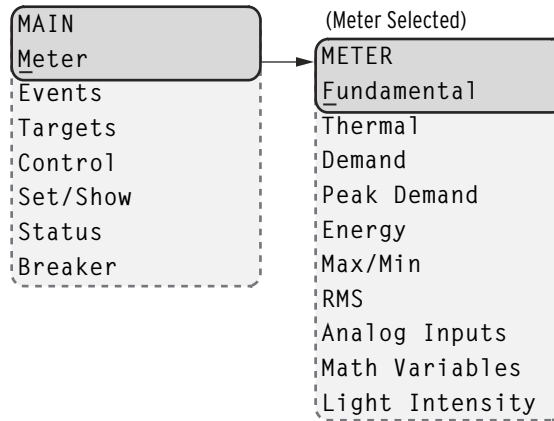 MAIN
Meter
Events
Targets
Control
Set/Show
Status
Breaker
(Meter Selected)
METER
Fundamental
Thermal
Demand
Peak Demand
Energy
Max/Min
RMS
Analog Inputs
Math Variables
Light Intensity